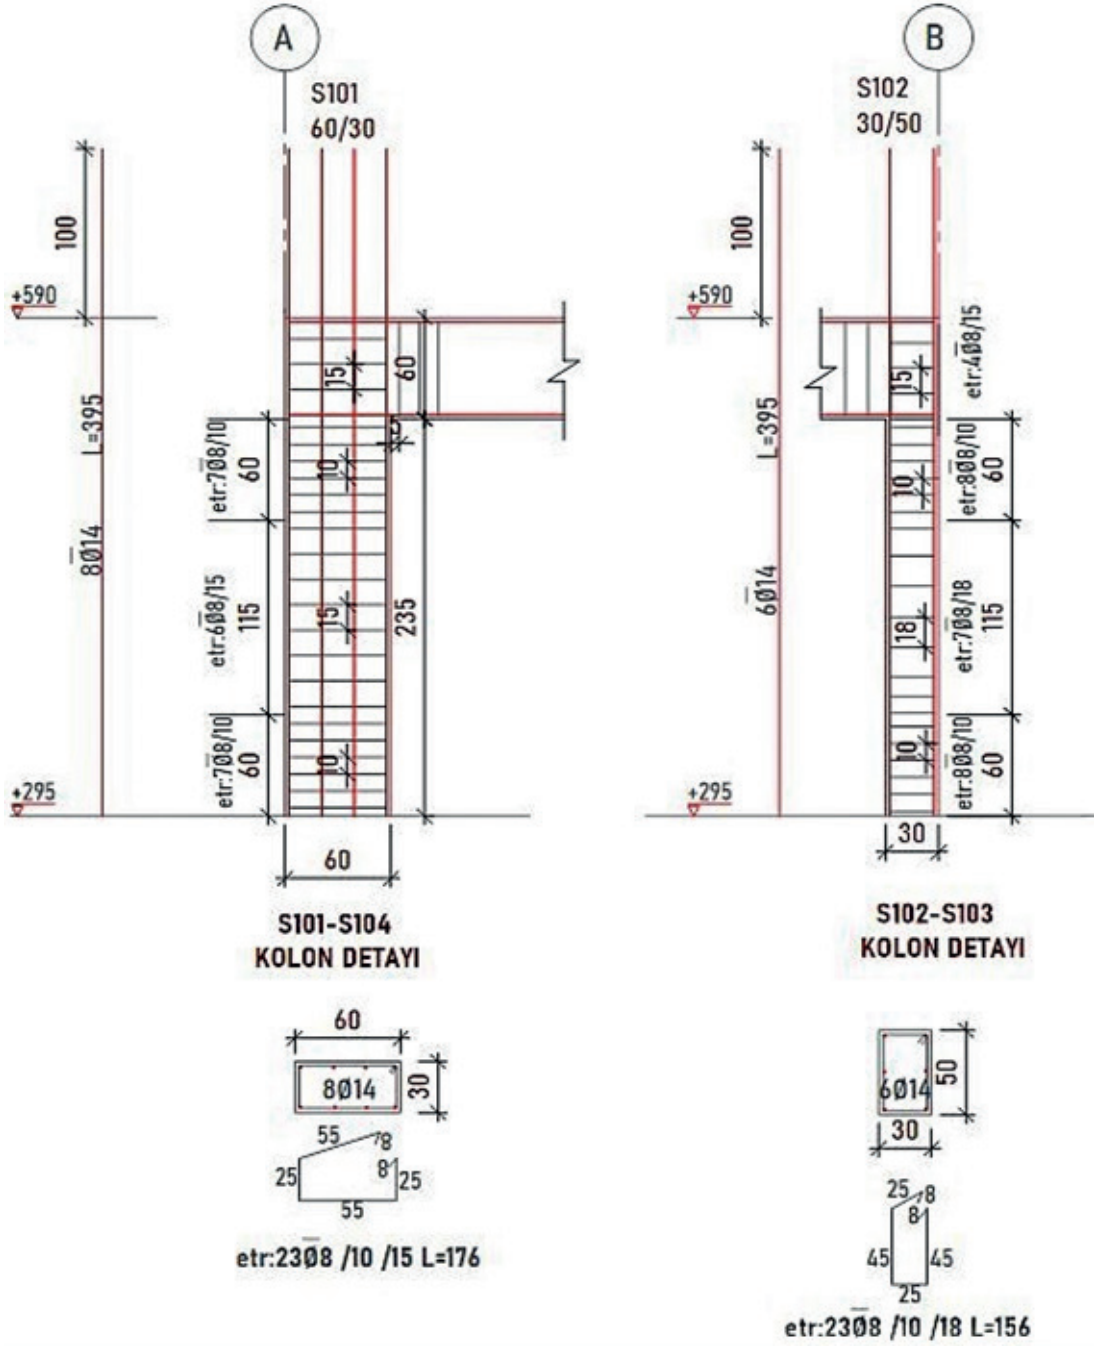 A
S101
60/30
100
+590
15
60
L=395
etr:7Ø8/10
60
10
5
8Ø14
etr:6Ø8/15
115
15
235
etr:7Ø8/10
60
10
+295
60
S101-S104
KOLON DETAYI
60
8Ø14
30
55
8
8
25
25
55
etr:23Ø8 /10 /15 L=176
B
S102
30/50
100
+590
15
etr:4Ø8/15
L=395
10
etr:8Ø8/10
60
6Ø14
18
etr:7Ø8/18
115
10
etr:8Ø8/10
60
+295
30
S102-S103
KOLON DETAYI
6Ø14
50
30
25
8
8
45
45
25
etr:23Ø8 /10 /18 L=156